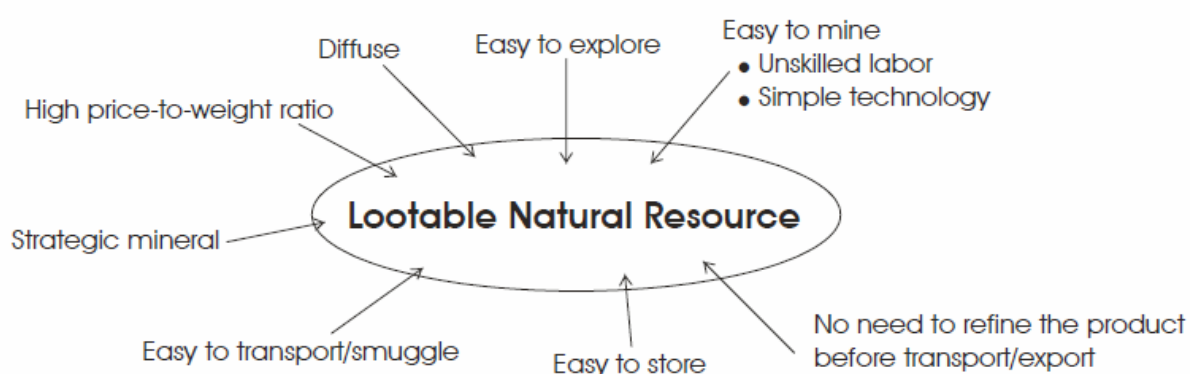 Easy to mine
Diffuse
Easy to explore
• Unskilled labor
• Simple technology
High price-to-weight ratio
Lootable Natural Resource
Strategic mineral
Easy to transport/smuggle
Easy to store
No need to refine the product
before transport/export